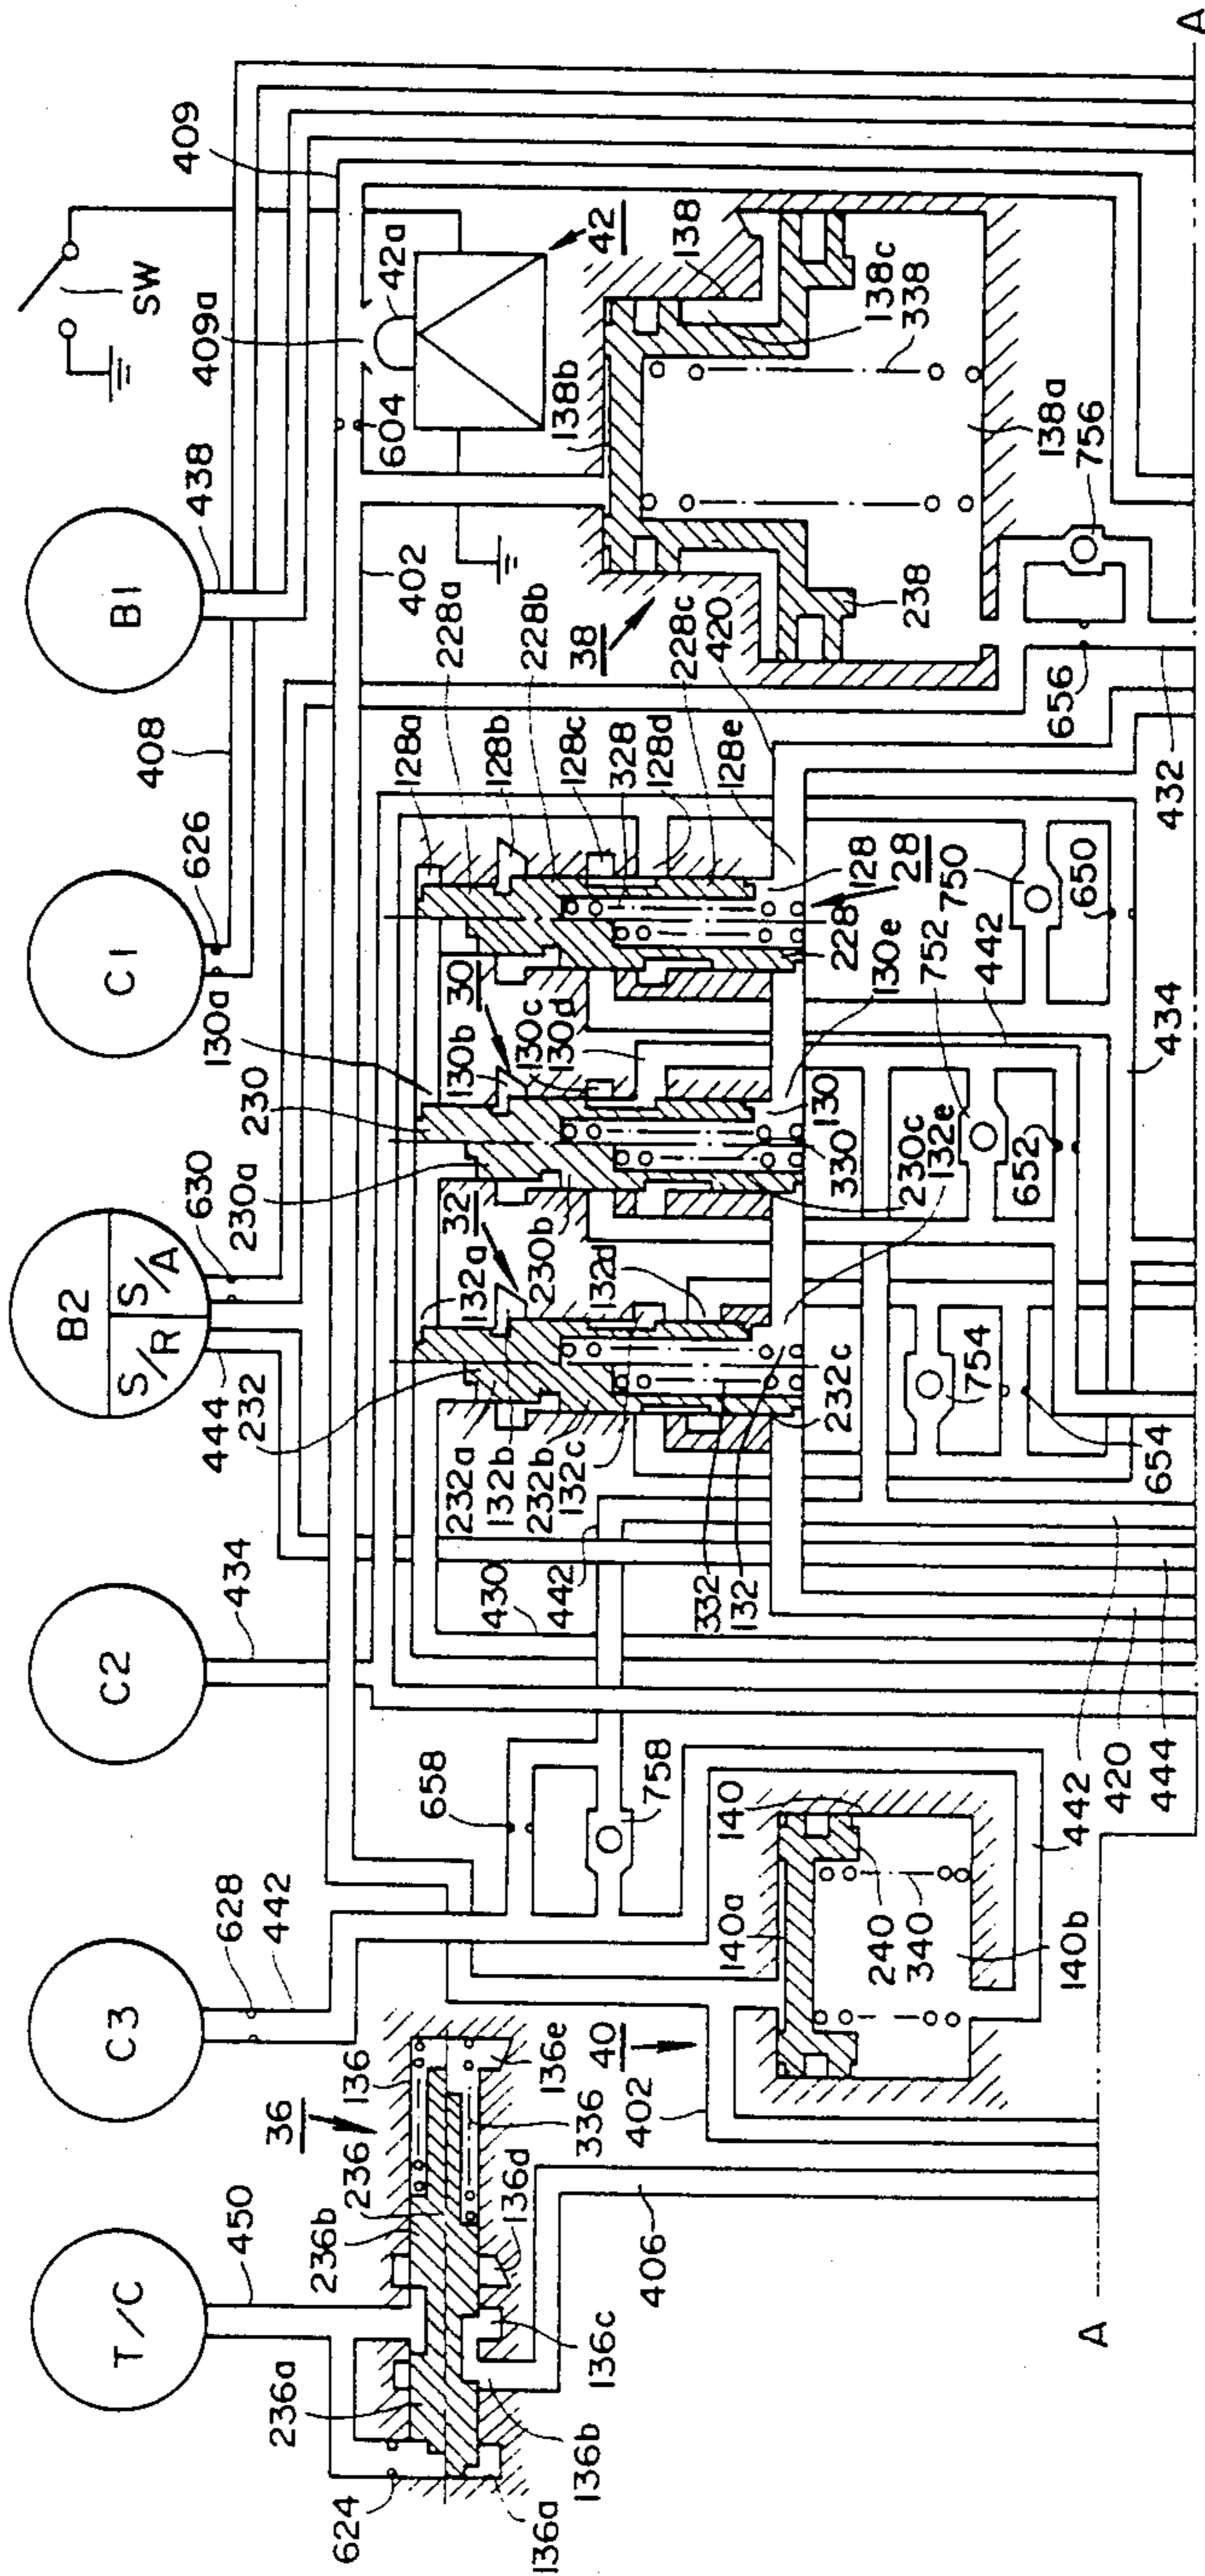 T/C
C3
C2
B2
S/R
S/A
C1
B1
SW
450
628
442
434
444
630
626
408
438
409a
409
624
236a
236b
236
36
136
658
232
230a
230
130a
402
604
42a
136a
136b
136c
136d
336
136e
758
430
442
232a
132b
232b
132c
132a
32
230b
132d
130b
30
130c
130d
128a
228a
128b
228b
128c
328
128d
228c
128e
420
38
138b
42
138
138c
338
406
402
40
140a
140
240
340
140b
442
420
444
332
132
232c
654
754
132e
230c
330
130
652
752
130e
442
228
128
28
750
650
434
238
656
432
138a
756
A
A